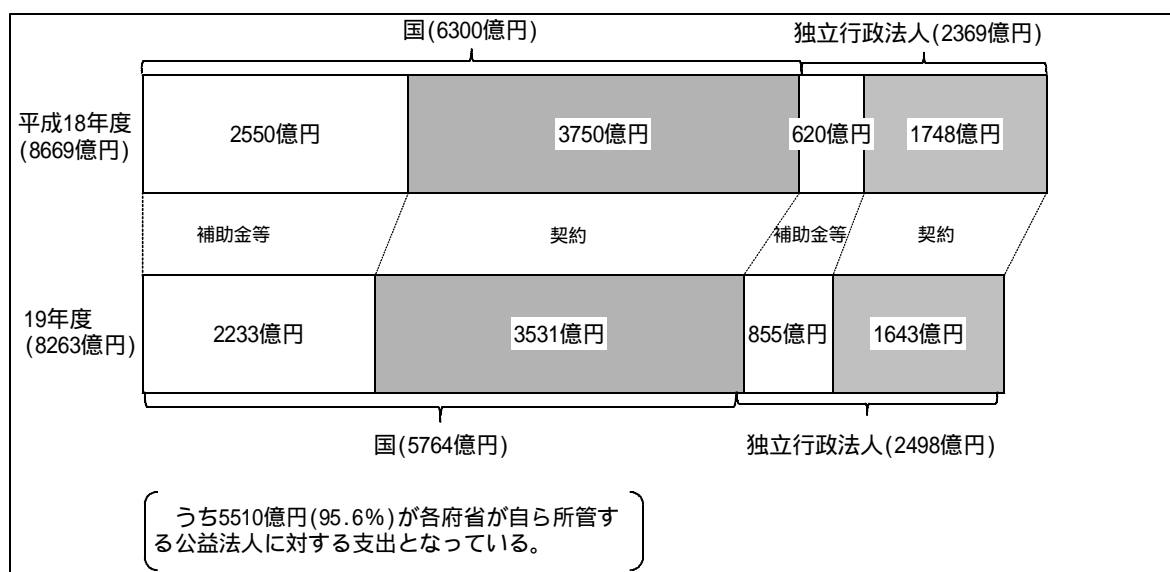 国(6300億円)
独立行政法人(2369億円)
平成18年度
(8669億円)
2550億円
3750億円
620億円
1748億円
補助金等
契約
補助金等
契約
19年度
(8263億円)
2233億円
3531億円
855億円
1643億円
国(5764億円)
独立行政法人(2498億円)
うち5510億円(95.6%)が各府省が自ら所管す
る公益法人に対する支出となっている。